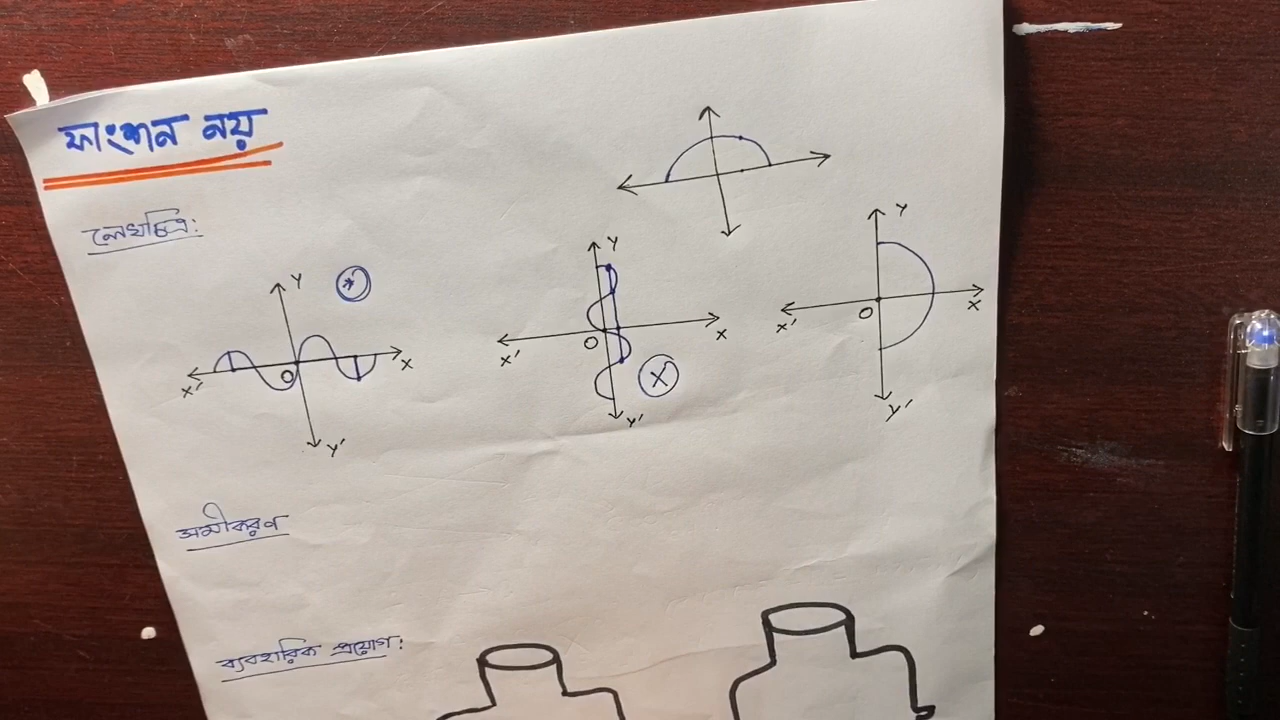 ফাংশন নয়
লেখচিত্র:
Y
Y
X
X'
O
Y'
Y
X
X'
O
X
Y'
X
X'
O
Y'
সমীকরণ
ব্যবহারিক প্রয়োগ: